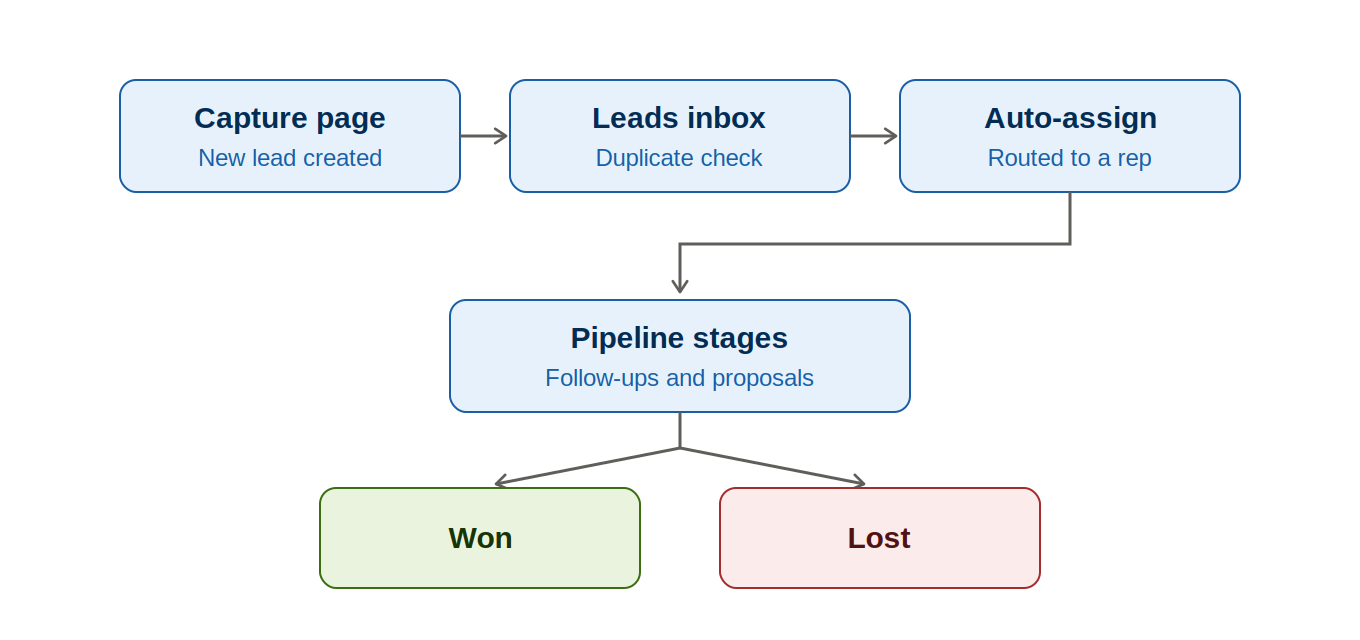 Capture page
New lead created
Leads inbox
Duplicate check
Auto-assign
Routed to a rep
Pipeline stages
Follow-ups and proposals
Won
Lost